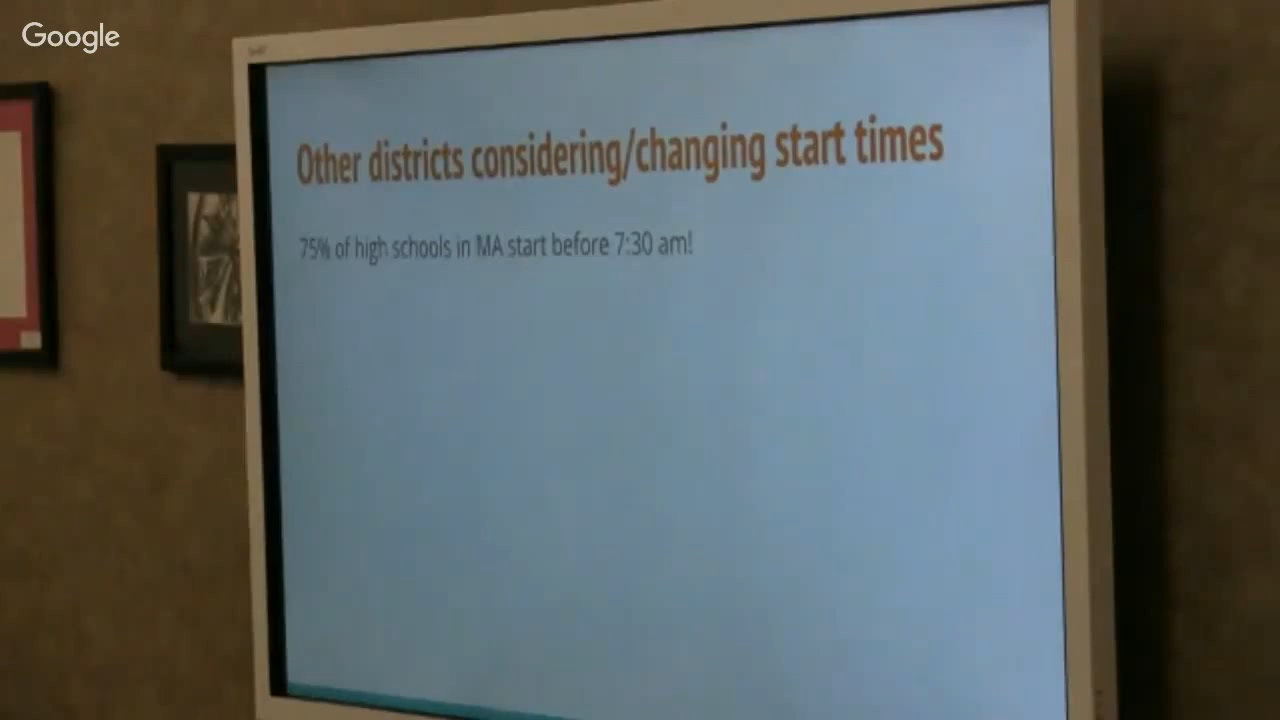 Google
Other districts considering/changing start times
75% of high schools in MA start before 7:30 am!